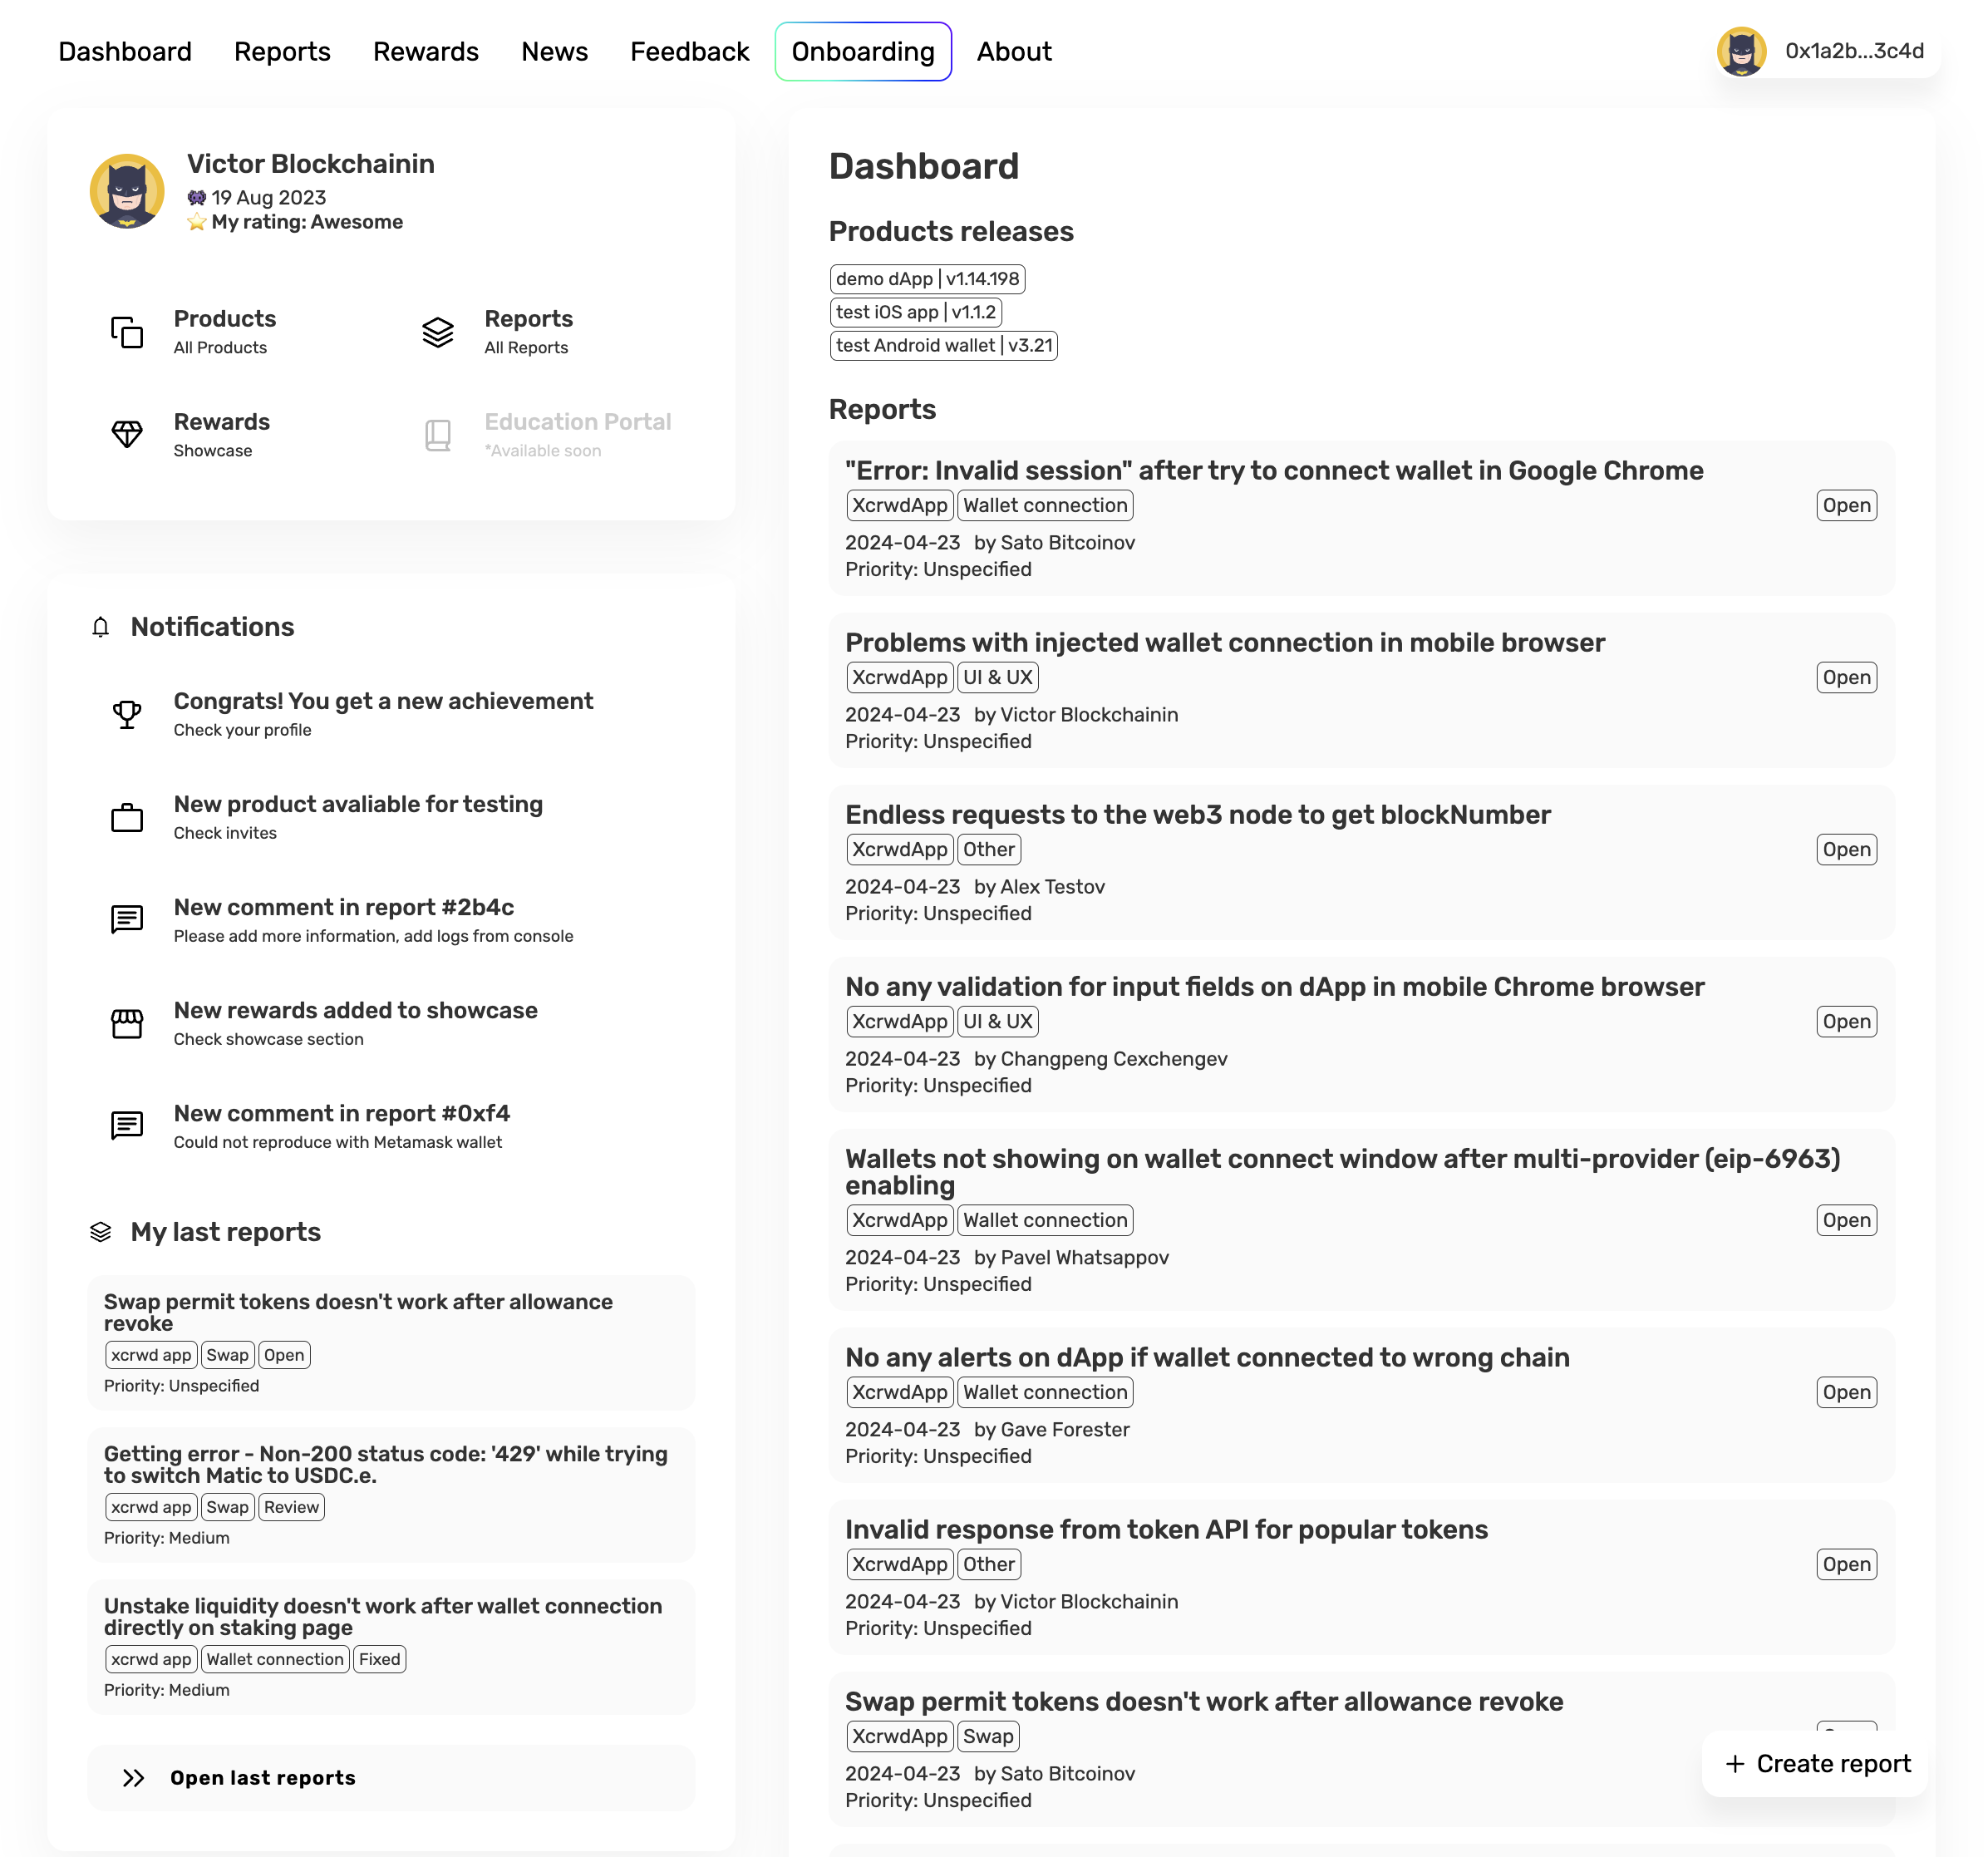 Dashboard Reports Rewards News Feedback Onboarding About
0x1a2b...3c4d
Victor Blockchainin
19 Aug 2023
My rating: Awesome
Products
All Products
Reports
All Reports
Rewards
Showcase
Education Portal
*Available soon
Notifications
Congrats! You get a new achievement
Check your profile
New product avaliable for testing
Check invites
New comment in report #2b4c
Please add more information, add logs from console
New rewards added to showcase
Check showcase section
New comment in report #0xf4
Could not reproduce with Metamask wallet
My last reports
Swap permit tokens doesn't work after allowance
revoke
xcrwd app Swap Open
Priority: Unspecified
Getting error - Non-200 status code: '429' while trying
to switch Matic to USDC.e.
xcrwd app Swap Review
Priority: Medium
Unstake liquidity doesn't work after wallet connection
directly on staking page
xcrwd app Wallet connection Fixed
Priority: Medium
Open last reports
Dashboard
Products releases
demo dApp | v1.14.198
test iOS app | v1.1.2
test Android wallet | v3.21
Reports
"Error: Invalid session" after try to connect wallet in Google Chrome
XcrwdApp Wallet connection Open
2024-04-23 by Sato Bitcoinov
Priority: Unspecified
Problems with injected wallet connection in mobile browser
XcrwdApp UI & UX Open
2024-04-23 by Victor Blockchainin
Priority: Unspecified
Endless requests to the web3 node to get blockNumber
XcrwdApp Other Open
2024-04-23 by Alex Testov
Priority: Unspecified
No any validation for input fields on dApp in mobile Chrome browser
XcrwdApp UI & UX Open
2024-04-23 by Changpeng Cexchengev
Priority: Unspecified
Wallets not showing on wallet connect window after multi-provider (eip-6963)
enabling
XcrwdApp Wallet connection Open
2024-04-23 by Pavel Whatsappov
Priority: Unspecified
No any alerts on dApp if wallet connected to wrong chain
XcrwdApp Wallet connection Open
2024-04-23 by Gave Forester
Priority: Unspecified
Invalid response from token API for popular tokens
XcrwdApp Other Open
2024-04-23 by Victor Blockchainin
Priority: Unspecified
Swap permit tokens doesn't work after allowance revoke
XcrwdApp Swap
2024-04-23 by Sato Bitcoinov
Priority: Unspecified
+ Create report